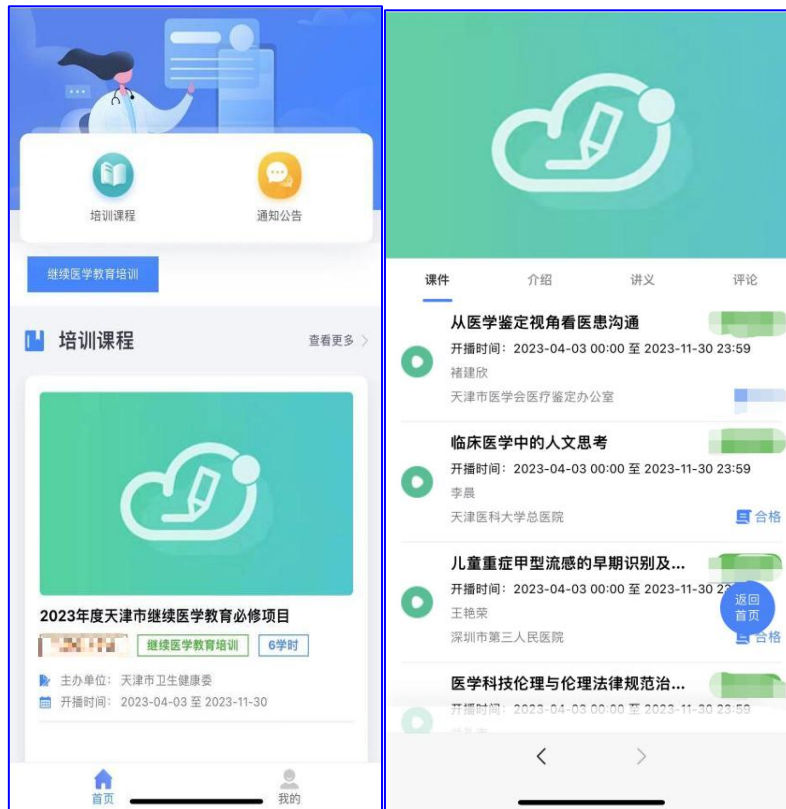 培训课程
通知公告
继续医学教育培训
培训课程
查看更多
2023年度天津市继续医学教育必修项目
继续医学教育培训
6学时
主办单位：天津市卫生健康委
开播时间：2023-04-03 至 2023-11-30
首页
我的
课件
介绍
讲义
评论
从医学鉴定视角看医患沟通
开播时间：2023-04-03 00:00 至 2023-11-30 23:59
褚建欣
天津市医学会医疗鉴定办公室
临床医学中的人文思考
开播时间：2023-04-03 00:00 至 2023-11-30 23:59
李晨
天津医科大学总医院
合格
儿童重症甲型流感的早期识别及...
开播时间：2023-04-03 00:00 至 2023-11-30
返回
首页
王艳荣
深圳市第三人民医院
合格
医学科技伦理与伦理法律规范治...
开播时间：2023-04-03 00:00 至 2023-11-30 23:59